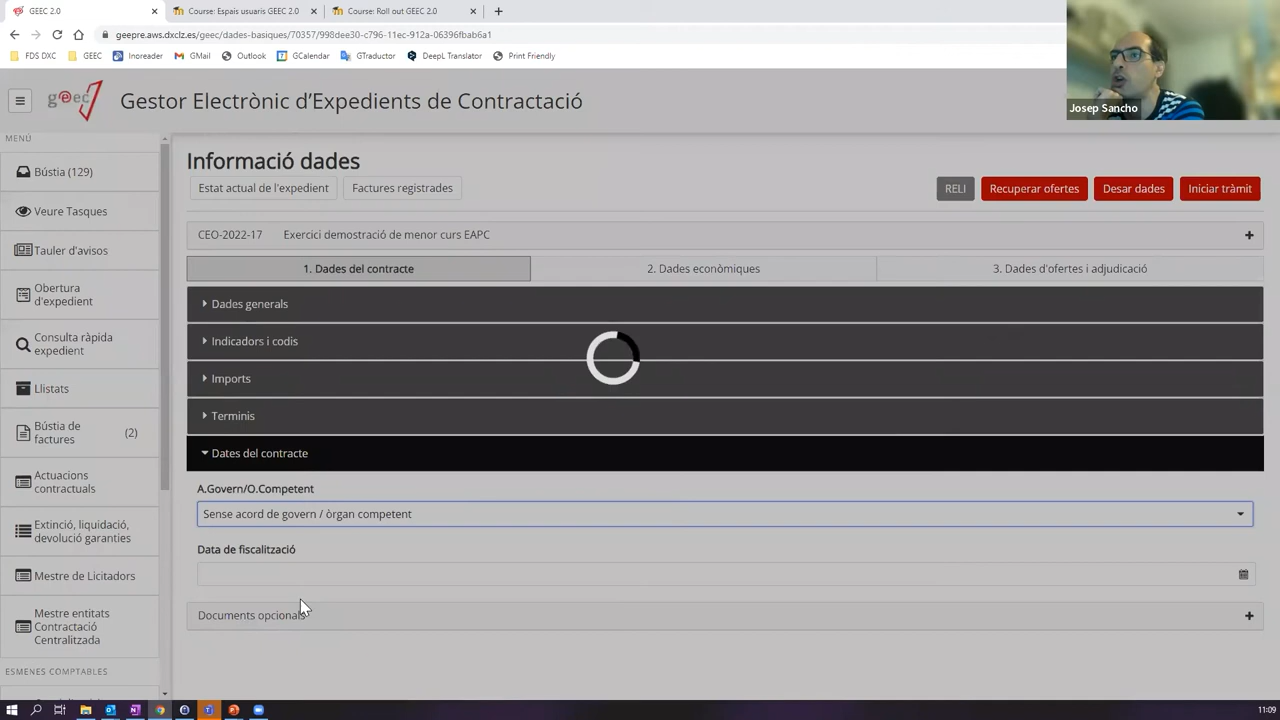 GEEC 2.0
Course: Espais usuaris GEEC 2.0
Course: Roll out GEEC 2.0
geepre.aws.dxclz.es/geec/dades-basiques/70357/998dee30-c796-11ec-912a-06396fbab6a1
FDS DXC
GEEC
Inoreader
GMail
Outlook
GCalendar
GTraductor
DeepL Translator
Print Friendly
Josep Sancho
geec
Gestor Electrònic d'Expedients de Contractació
MENÚ
Bústia (129)
Veure Tasques
Tauler d'avisos
Obertura d'expedient
Consulta ràpida expedient
Llistats
Bústia de factures (2)
Actuacions contractuals
Extinció, liquidació, devolució garanties
Mestre de Licitadors
Mestre entitats Contractació Centralitzada
ESMENES COMPTABLES
Informació dades
Estat actual de l'expedient
Factures registrades
RELI
Recuperar ofertes
Desar dades
Iniciar tràmit
CEO-2022-17 Exercici demostració de menor curs EAPC
1. Dades del contracte
2. Dades econòmiques
3. Dades d'ofertes i adjudicació
Dades generals
Indicadors i codis
Imports
Terminis
Dates del contracte
A.Govern/O.Competent
Sense acord de govern / òrgan competent
Data de fiscalització
Documents opcionals
11:09